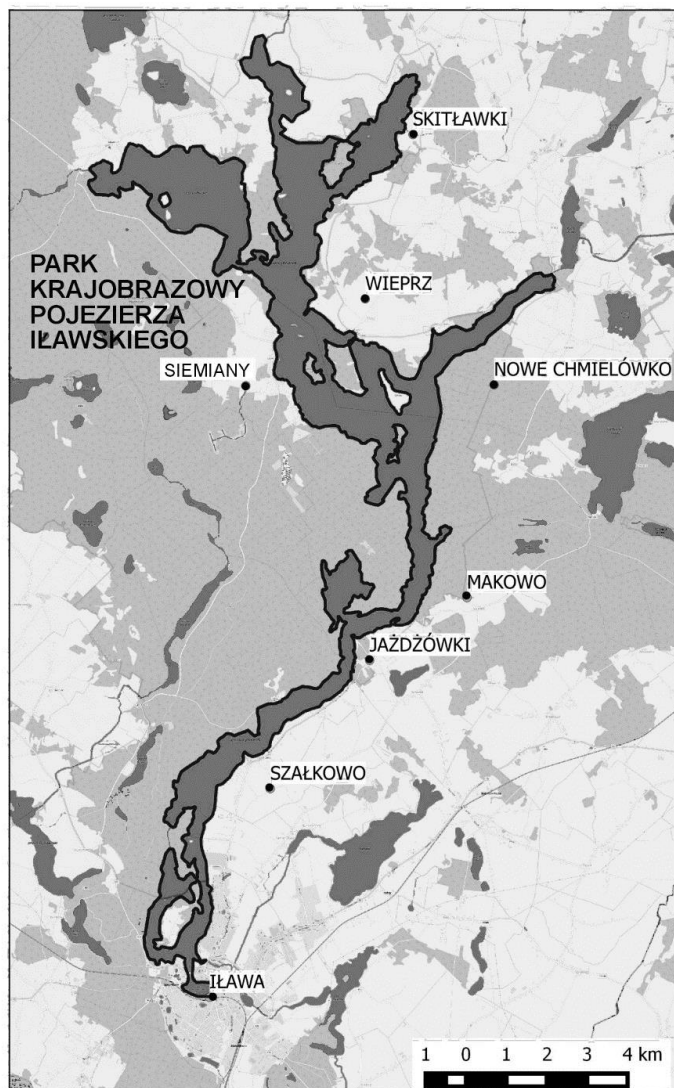 SKITŁAWKI
PARK
KRAJOBRAZOWY
POJEZIERZA
IŁAWSKIEGO
WIEPRZ
SIEMIANY
NOWE CHMIELÓWKO
MAKOWO
JAŻDŻÓWKI
SZAŁKOWO
IŁAWA
1 0 1 2 3 4 km